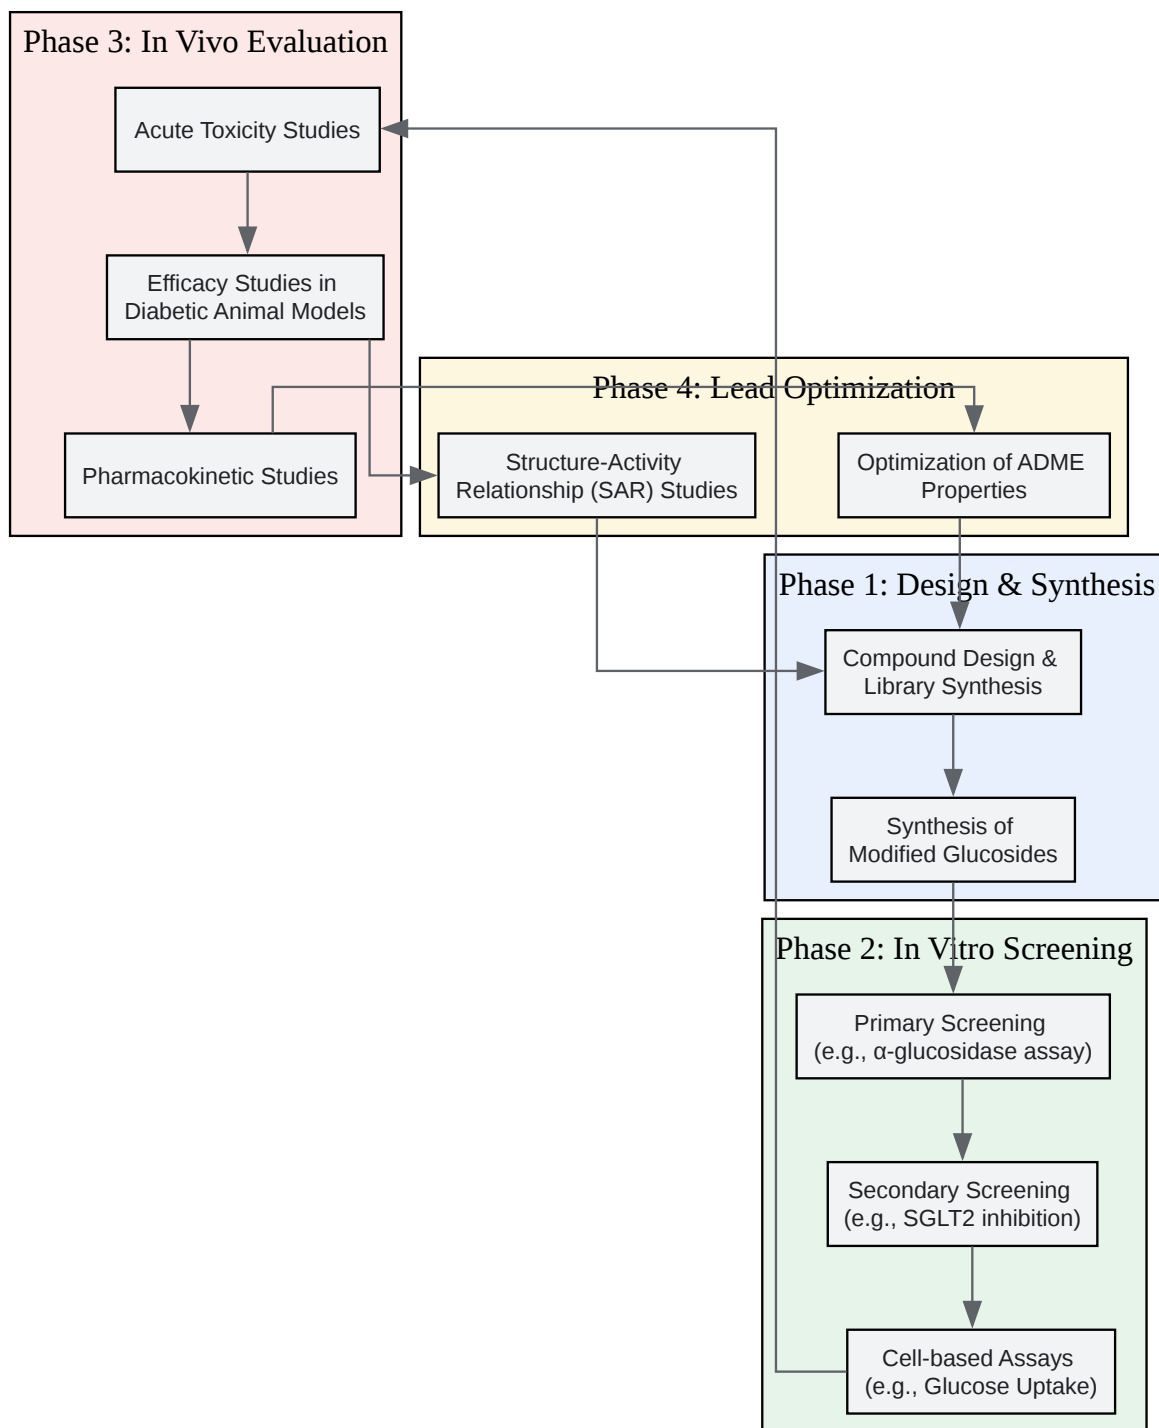 Phase 3: In Vivo Evaluation
Acute Toxicity Studies
Efficacy Studies in
Diabetic Animal Models
Pharmacokinetic Studies
Phase 4: Lead Optimization
Structure-Activity
Relationship (SAR) Studies
Optimization of ADME
Properties
Phase 1: Design & Synthesis
Compound Design &
Library Synthesis
Synthesis of
Modified Glucosides
Phase 2: In Vitro Screening
Primary Screening
(e.g., α-glucosidase assay)
Secondary Screening
(e.g., SGLT2 inhibition)
Cell-based Assays
(e.g., Glucose Uptake)